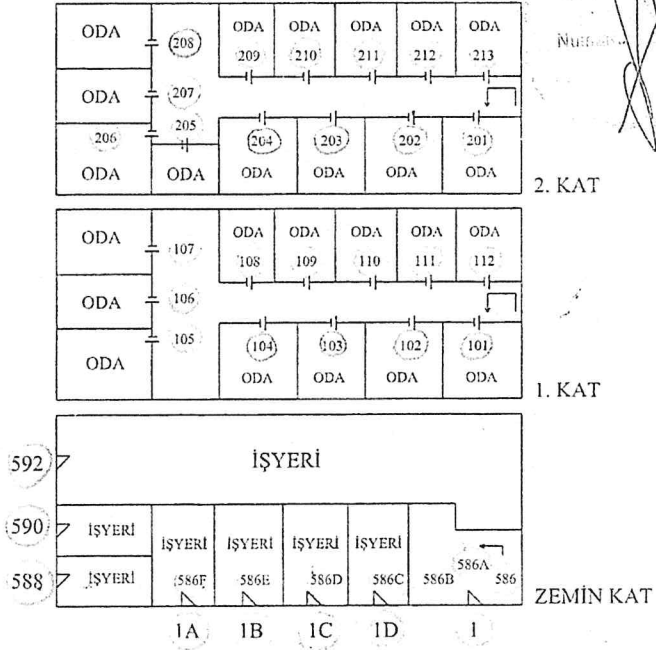 ODA ODA ODA ODA ODA ODA
208 209 210 211 212 213
ODA 207
205
206 204 203 202 201
ODA ODA ODA ODA ODA ODA
2. KAT
ODA ODA ODA ODA ODA ODA
107 108 109 110 111 112
ODA 106
105 104 103 102 101
ODA ODA ODA ODA ODA
1. KAT
592 İŞYERİ
590 İŞYERİ İŞYERİ İŞYERİ İŞYERİ İŞYERİ
586A
588 İŞYERİ 586F 586E 586D 586C 586B 586
ZEMİN KAT
1A 1B 1C 1D 1